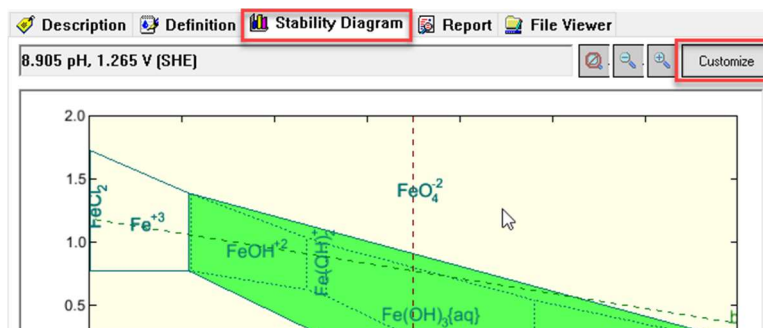 Description Definition Stability Diagram Report File Viewer
8.905 pH, 1.265 V (SHE) Customize
2.0
1.5
FeO4-2
FeCl2
Fe+3
1.0
FeOH+2
Fe(OH)2+
0.5
Fe(OH)3{aq}
b